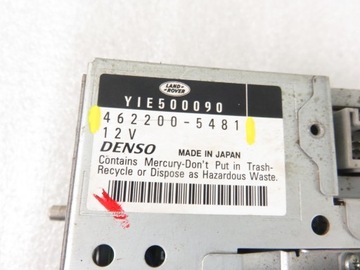 LAND-
ROVER
YIE500090
462200-5481
12V
DENSO MADE IN JAPAN
Contains Mercury-Don't Put in Trash-
Recycle or Dispose as Hazardous Waste.